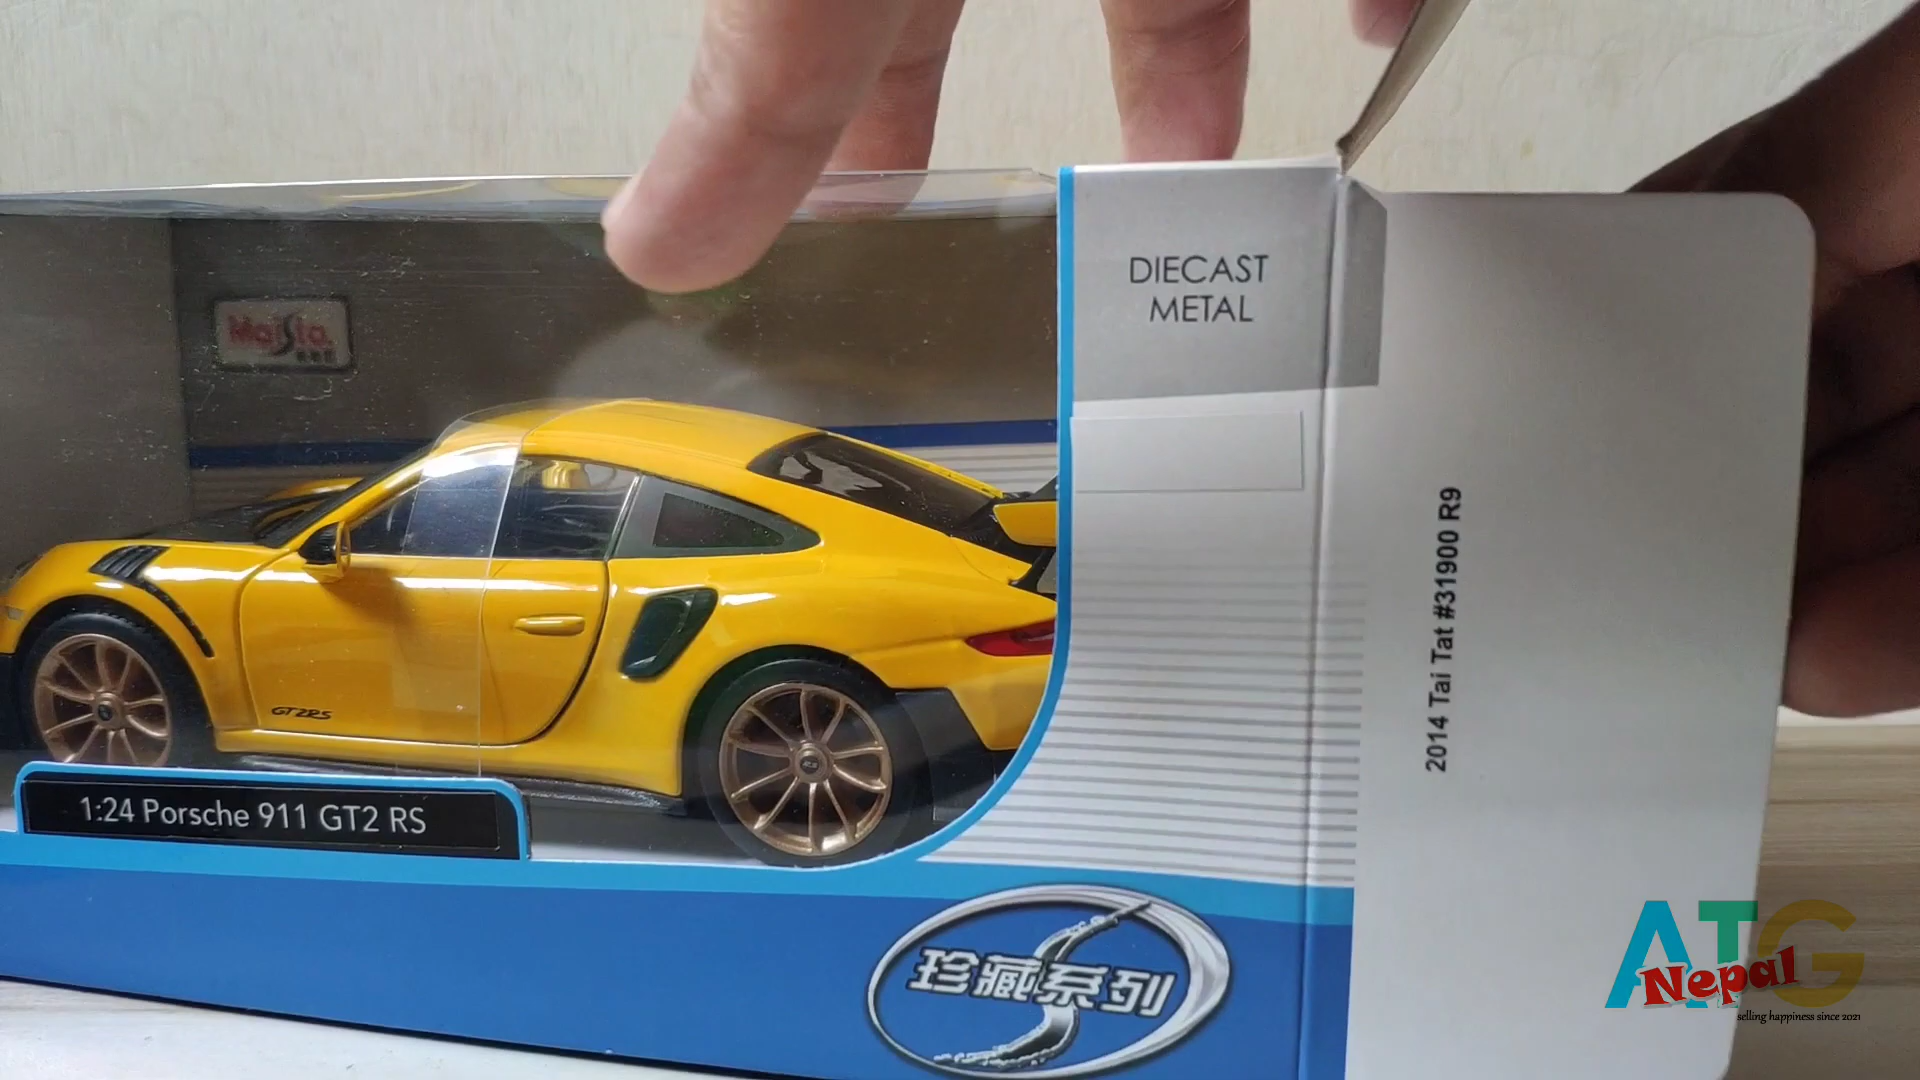 DIECAST
METAL
Maisto
GT2RS
2014 Tai Tat #31900 R9
1:24 Porsche 911 GT2 RS
珍藏系列
ATG
Nepal
selling happiness since 2021